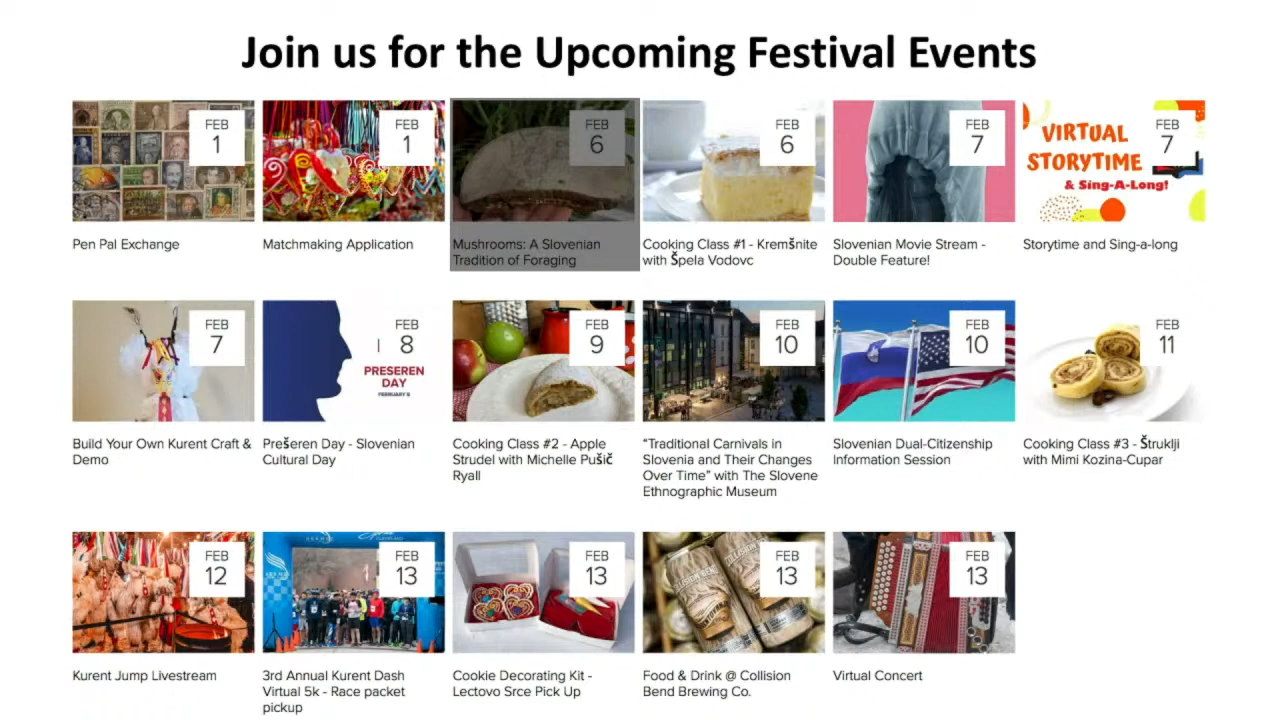 Join us for the Upcoming Festival Events
FEB
1
FEB
1
FEB
6
FEB
6
FEB
7
VIRTUAL
STORYTIME
& Sing-A-Long!
FEB
7
Pen Pal Exchange
Matchmaking Application
Mushrooms: A Slovenian
Tradition of Foraging
Cooking Class #1 - Kremšnite
with Špela Vodovc
Slovenian Movie Stream -
Double Feature!
Storytime and Sing-a-long
FEB
7
FEB
8
PRESEREN
DAY
FEBRUARY 8
FEB
9
FEB
10
FEB
10
FEB
11
Build Your Own Kurent Craft &
Demo
Prešeren Day - Slovenian
Cultural Day
Cooking Class #2 - Apple
Strudel with Michelle Pušič
Ryall
“Traditional Carnivals in
Slovenia and Their Changes
Over Time” with The Slovene
Ethnographic Museum
Slovenian Dual-Citizenship
Information Session
Cooking Class #3 - Štruklji
with Mimi Kozina-Cupar
FEB
12
FEB
13
FEB
13
COLLISION BEND
FEB
13
FEB
13
Kurent Jump Livestream
3rd Annual Kurent Dash
Virtual 5k - Race packet
pickup
Cookie Decorating Kit -
Lectovo Srce Pick Up
Food & Drink @ Collision
Bend Brewing Co.
Virtual Concert